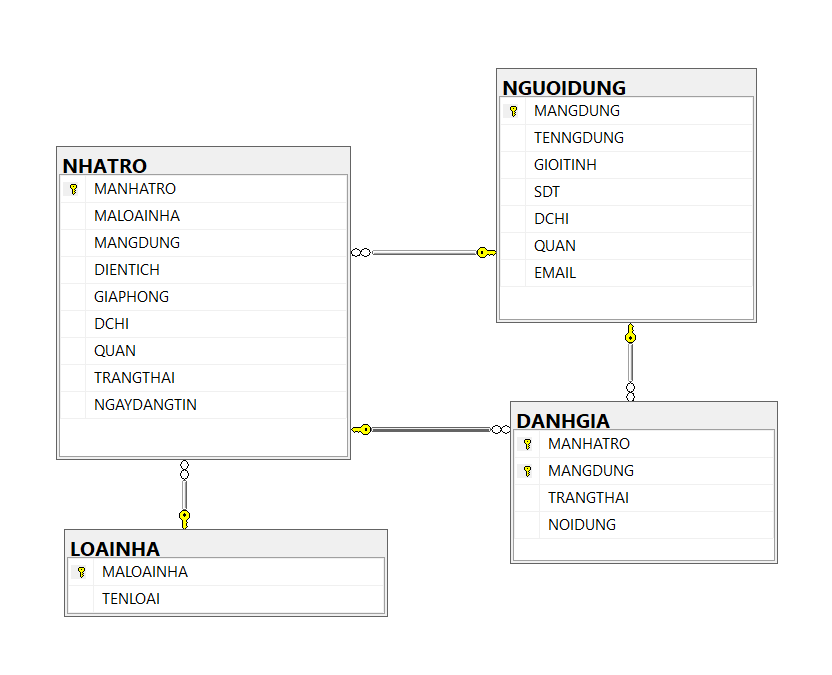 NHATRO
MANHATRO
MALOAINHA
MANGDUNG
DIENTICH
GIAPHONG
DCHI
QUAN
TRANGTHAI
NGAYDANGTIN
NGUOIDUNG
MANGDUNG
TENNGDUNG
GIOITINH
SDT
DCHI
QUAN
EMAIL
LOAINHA
MALOAINHA
TENLOAI
DANHGIA
MANHATRO
MANGDUNG
TRANGTHAI
NOIDUNG